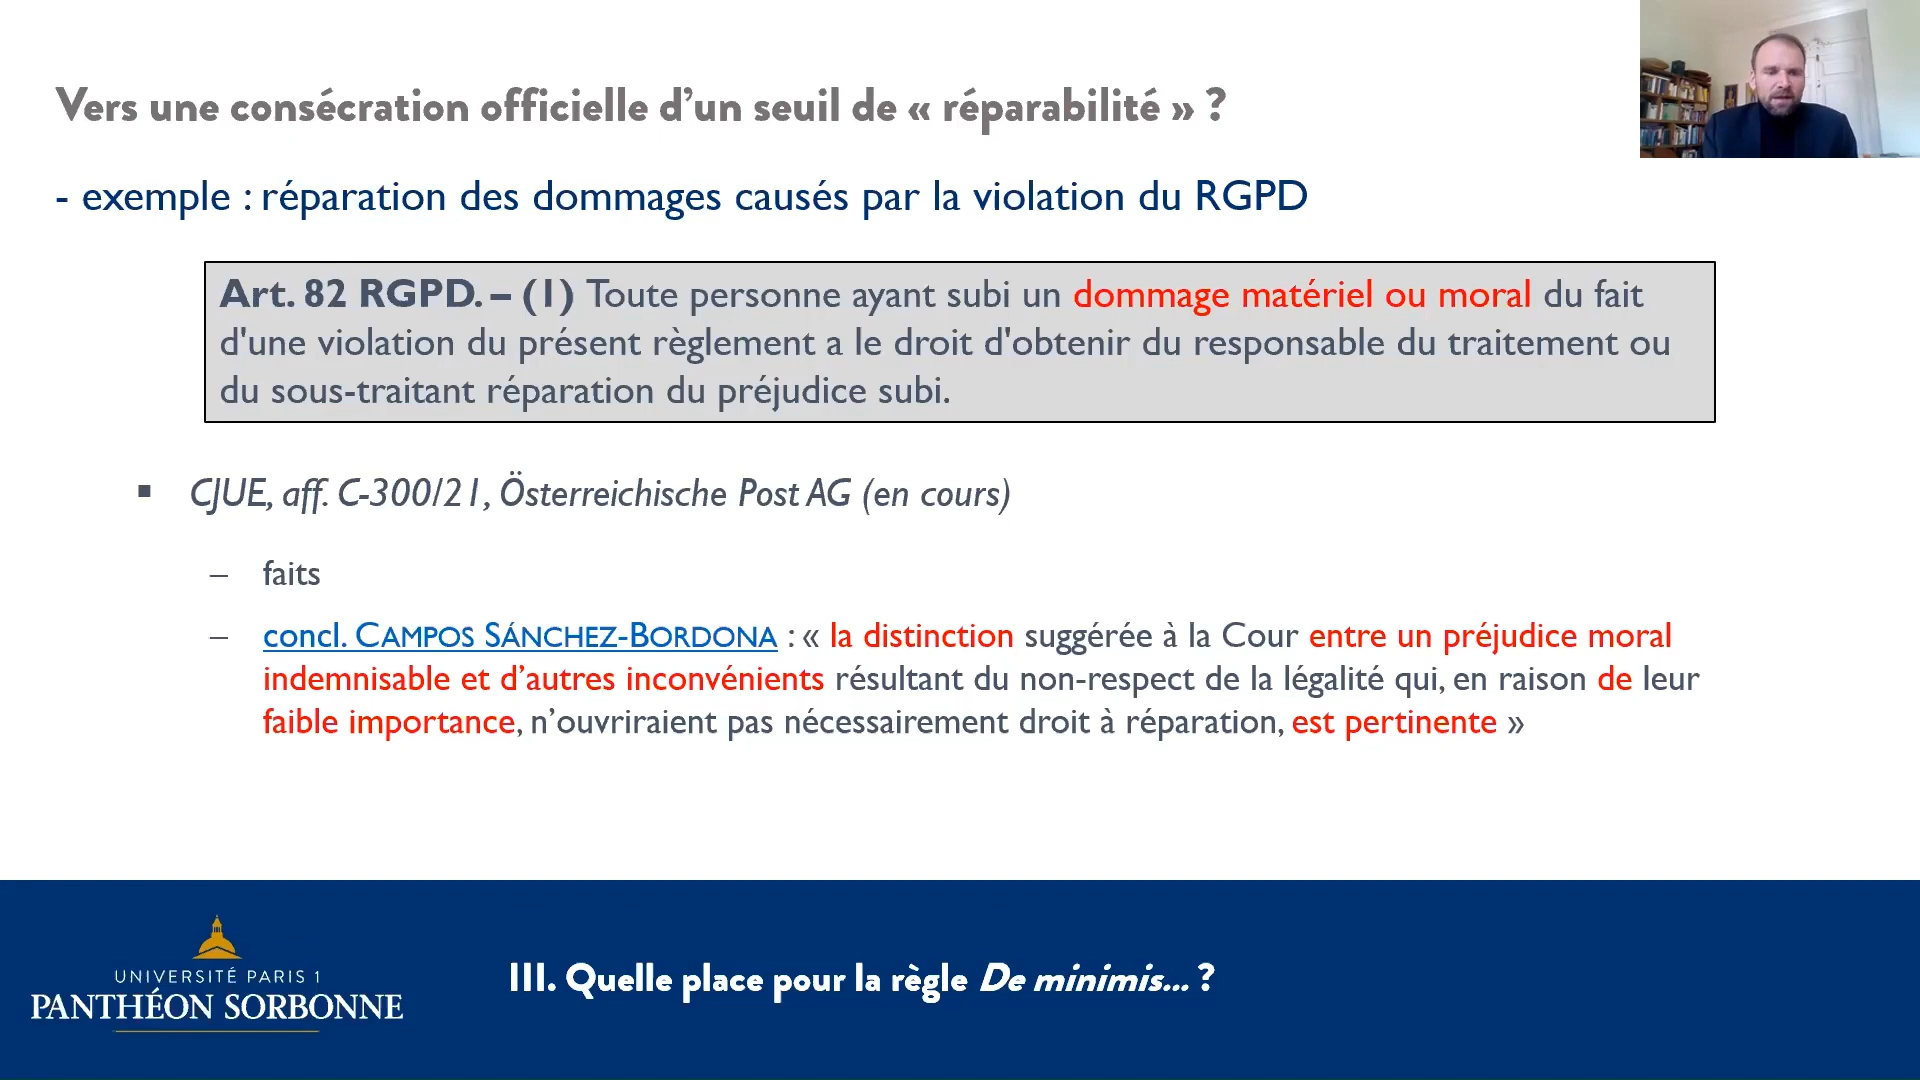 Vers une consécration officielle d’un seuil de « réparabilité » ?
- exemple : réparation des dommages causés par la violation du RGPD
Art. 82 RGPD. – (1) Toute personne ayant subi un dommage matériel ou moral du fait
d'une violation du présent règlement a le droit d'obtenir du responsable du traitement ou
du sous-traitant réparation du préjudice subi.
▪ CJUE, aff. C-300/21, Österreichische Post AG (en cours)
– faits
– concl. CAMPOS SÁNCHEZ-BORDONA : « la distinction suggérée à la Cour entre un préjudice moral
indemnisable et d’autres inconvénients résultant du non-respect de la légalité qui, en raison de leur
faible importance, n’ouvriraient pas nécessairement droit à réparation, est pertinente »
UNIVERSITÉ PARIS 1
PANTHÉON SORBONNE
III. Quelle place pour la règle De minimis... ?